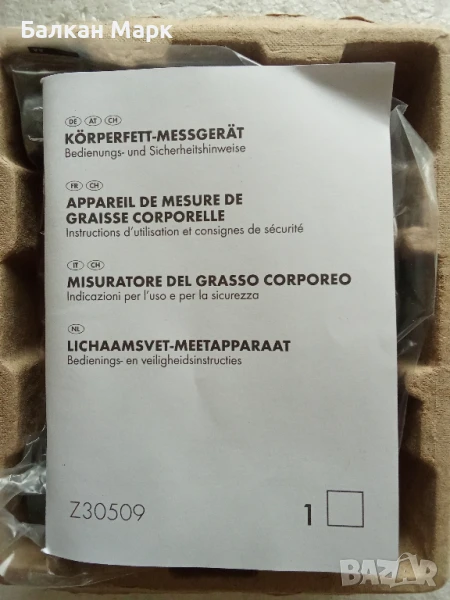 Балкан Марк
DE AT CH
KÖRPERFETT-MESSGERÄT
Bedienungs- und Sicherheitshinweise
FR CH
APPAREIL DE MESURE DE
GRAISSE CORPORELLE
Instructions d'utilisation et consignes de sécurité
IT CH
MISURATORE DEL GRASSO CORPOREO
Indicazioni per l'uso e per la sicurezza
NL
LICHAAMSVET-MEETAPPARAAT
Bedienings- en veiligheidsinstructies
Z30509 1
BAZAR